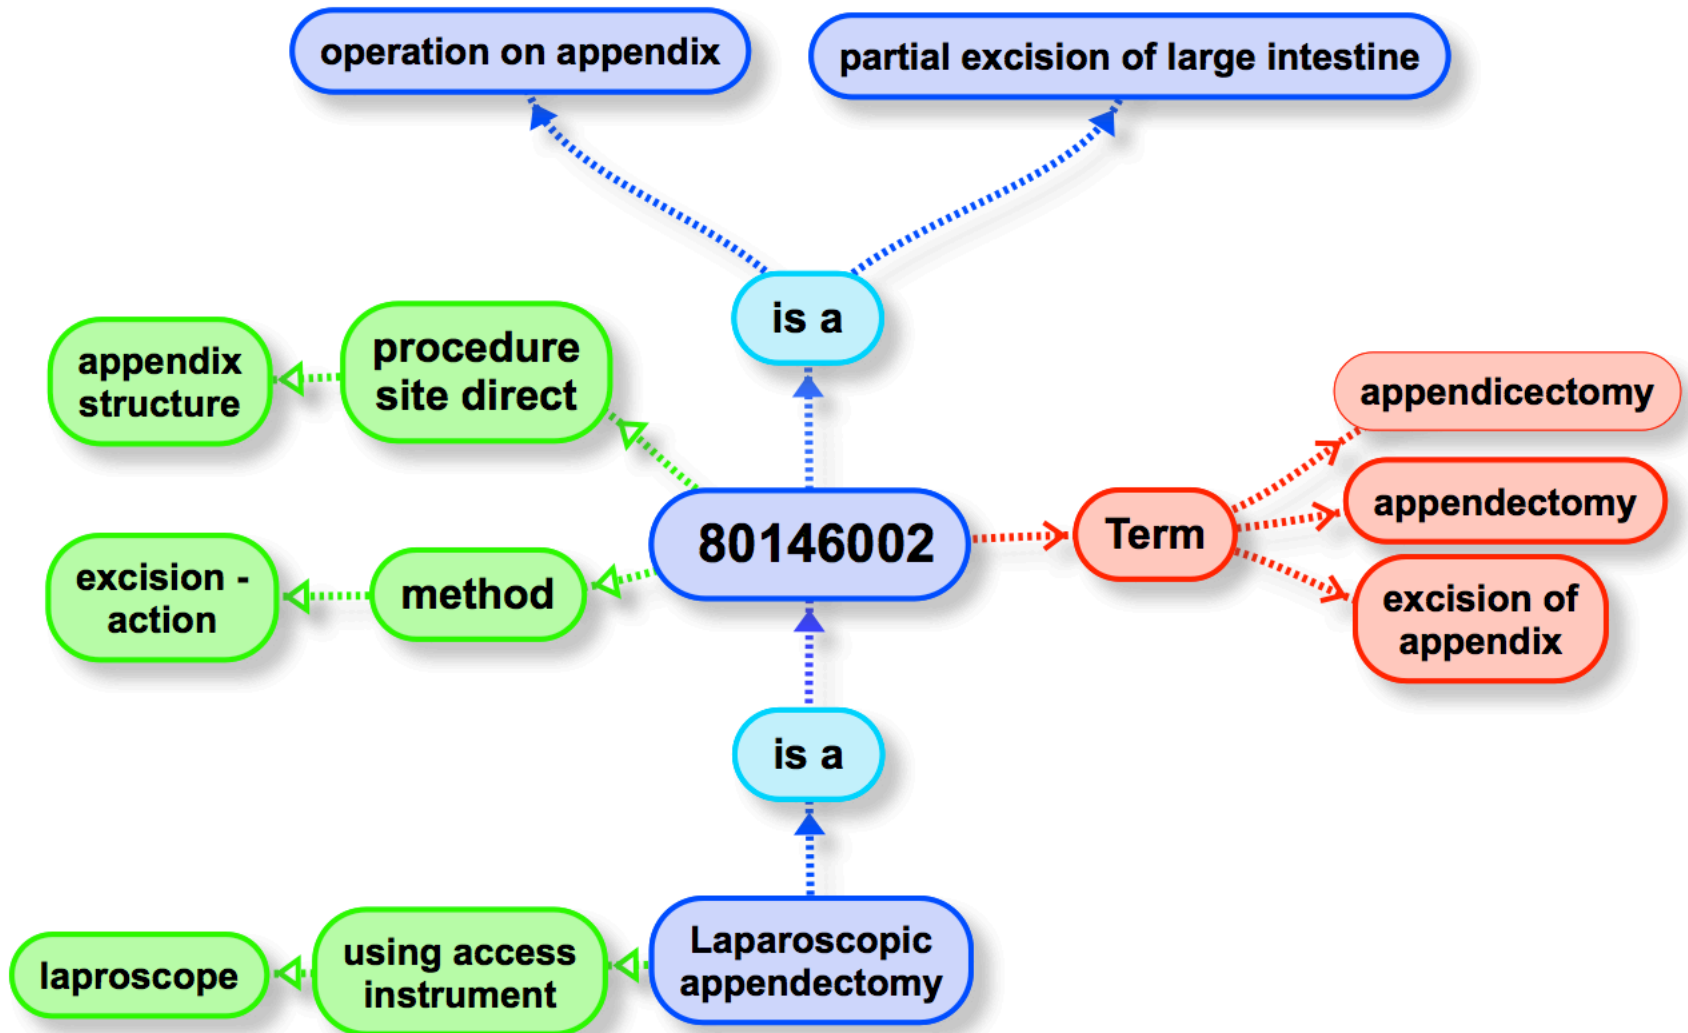 operation on appendix
partial excision of large intestine
is a
appendix
structure
procedure
site direct
appendicectomy
appendectomy
80146002
Term
excision -
action
method
excision of
appendix
is a
Laparoscopic
appendectomy
using access
instrument
laproscope